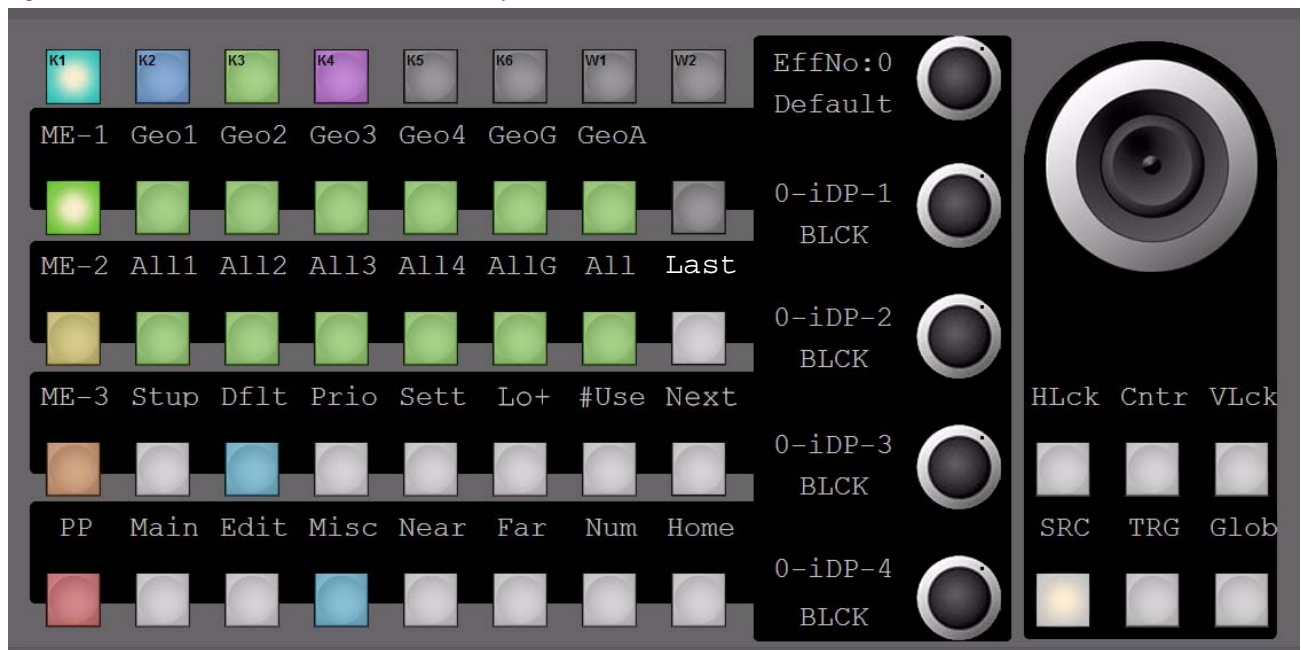 K1 K2 K3 K4 K5 K6 W1 W2
EffNo:0
Default
ME-1 Geo1 Geo2 Geo3 Geo4 GeoG GeoA
0-iDP-1
BLCK
ME-2 All1 All2 All3 All4 AllG All Last
0-iDP-2
BLCK
ME-3 Stup Dflt Prio Sett Lo+ #Use Next
HLck Cntr VLck
0-iDP-3
BLCK
PP Main Edit Misc Near Far Num Home
SRC TRG Glob
0-iDP-4
BLCK